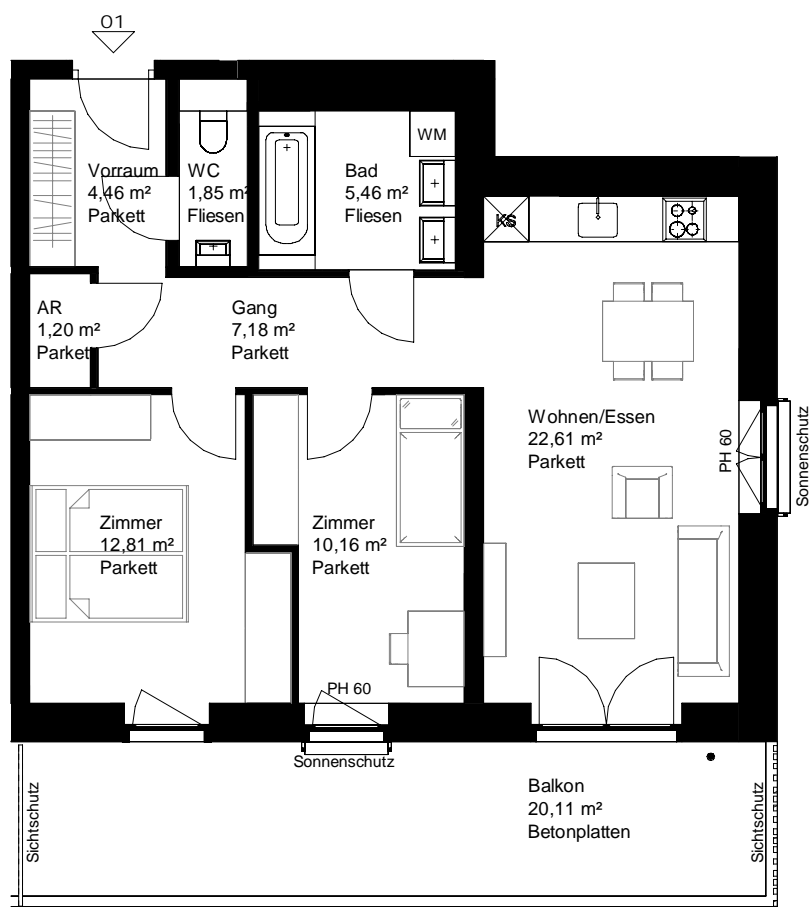 01
Vorraum
4,46 m²
Parkett
WC
1,85 m²
Fliesen
Bad
5,46 m²
Fliesen
WM
KS
AR
1,20 m²
Parkett
Gang
7,18 m²
Parkett
Wohnen/Essen
22,61 m²
Parkett
PH 60
Sonnenschutz
Zimmer
12,81 m²
Parkett
Zimmer
10,16 m²
Parkett
PH 60
Sonnenschutz
Balkon
20,11 m²
Betonplatten
Sichtschutz
Sichtschutz